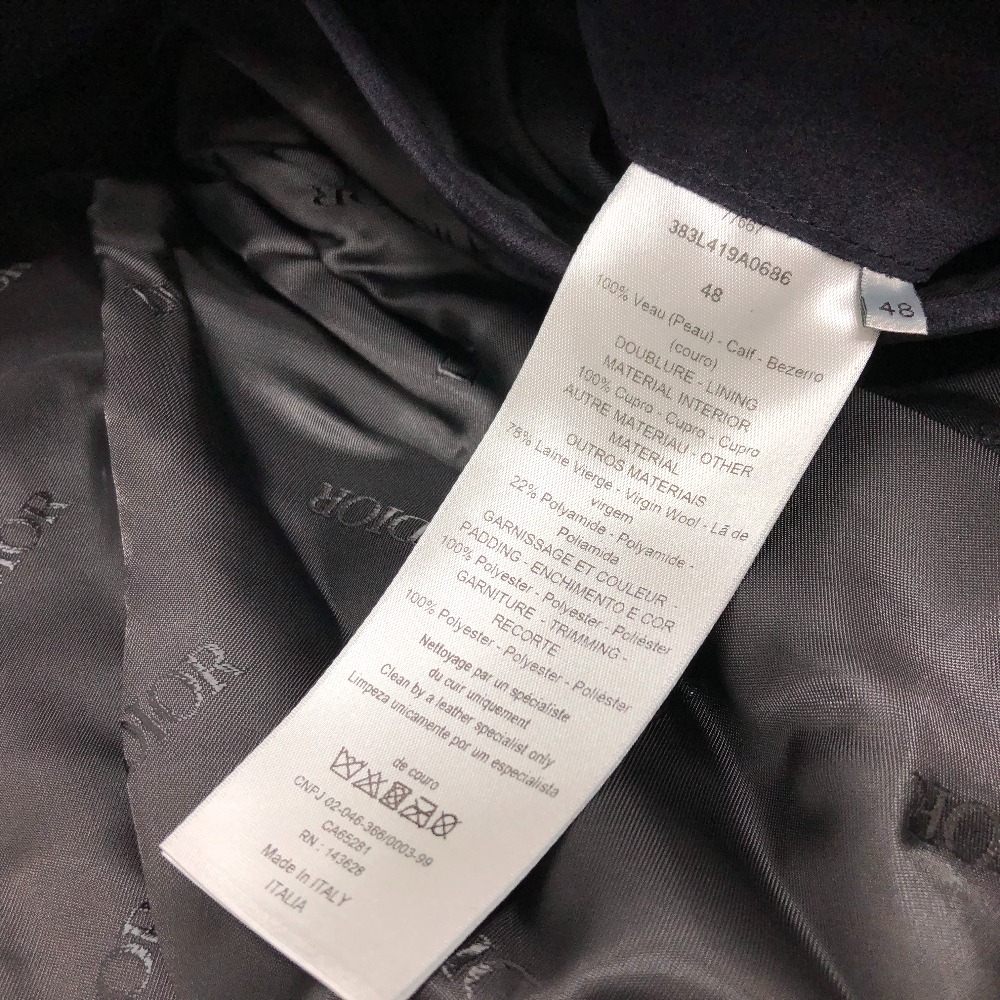 77667
383L419A0686
48
48
100% Veau (Peau) - Calf - Bezerro
(couro)
DOUBLURE - LINING
MATERIAL INTERIOR
100% Cupro - Cupro - Cupro
AUTRE MATERIAU - OTHER
MATERIAL
OUTROS MATERIAIS
78% Laine Vierge - Virgin Wool - Lã de
virgem
22% Polyamide - Polyamide -
Poliamida
GARNISSAGE ET COULEUR -
PADDING - ENCHIMENTO E COR
100% Polyester - Polyester - Poliéster
GARNITURE - TRIMMING -
RECORTE
100% Polyester - Polyester - Poliéster
Nettoyage par un spécialiste
du cuir uniquement
Clean by a leather specialist only
Limpeza unicamente por um especialista
de couro
CNPJ 02-046-366/0003-99
CA65281
RN : 143628
Made In ITALY
ITALIA
DIOR
DIOR